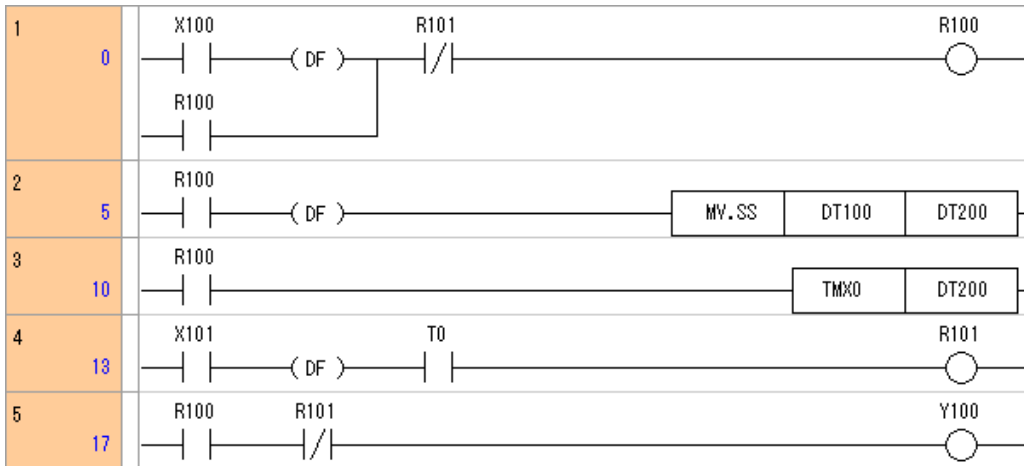 1 X100 R101 R100
0 ( DF )
R100
2 R100
5 ( DF ) MV.SS DT100 DT200
3 R100
10 TMX0 DT200
4 X101 T0 R101
13 ( DF )
5 R100 R101 Y100
17